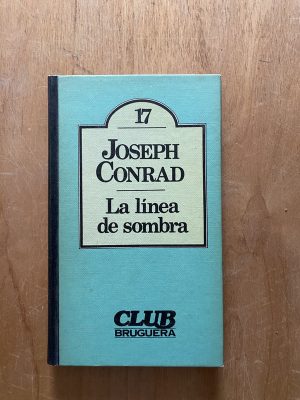 17
JOSEPH
CONRAD
La línea
de sombra
CLUB
BRUGUERA